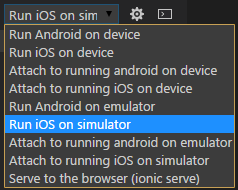 Run iOS on sim
Run Android on device
Run iOS on device
Attach to running android on device
Attach to running iOS on device
Run Android on emulator
Run iOS on simulator
Attach to running android on emulator
Attach to running iOS on simulator
Serve to the browser (ionic serve)